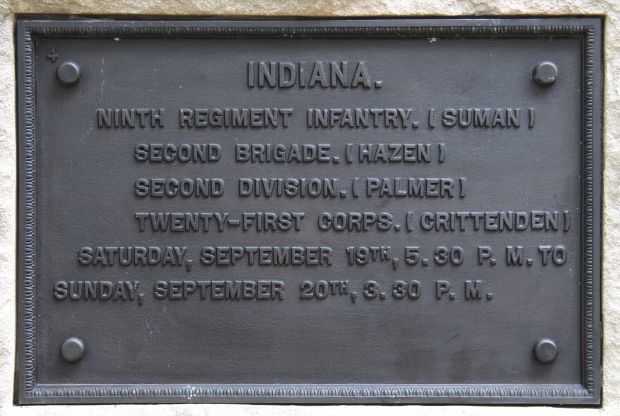 INDIANA.
NINTH REGIMENT INFANTRY. [SUMAN]
SECOND BRIGADE. [HAZEN]
SECOND DIVISION. [PALMER]
TWENTY-FIRST CORPS. [CRITTENDEN]
SATURDAY, SEPTEMBER 19TH, 5.30 P. M. TO
SUNDAY, SEPTEMBER 20TH, 3.30 P. M.